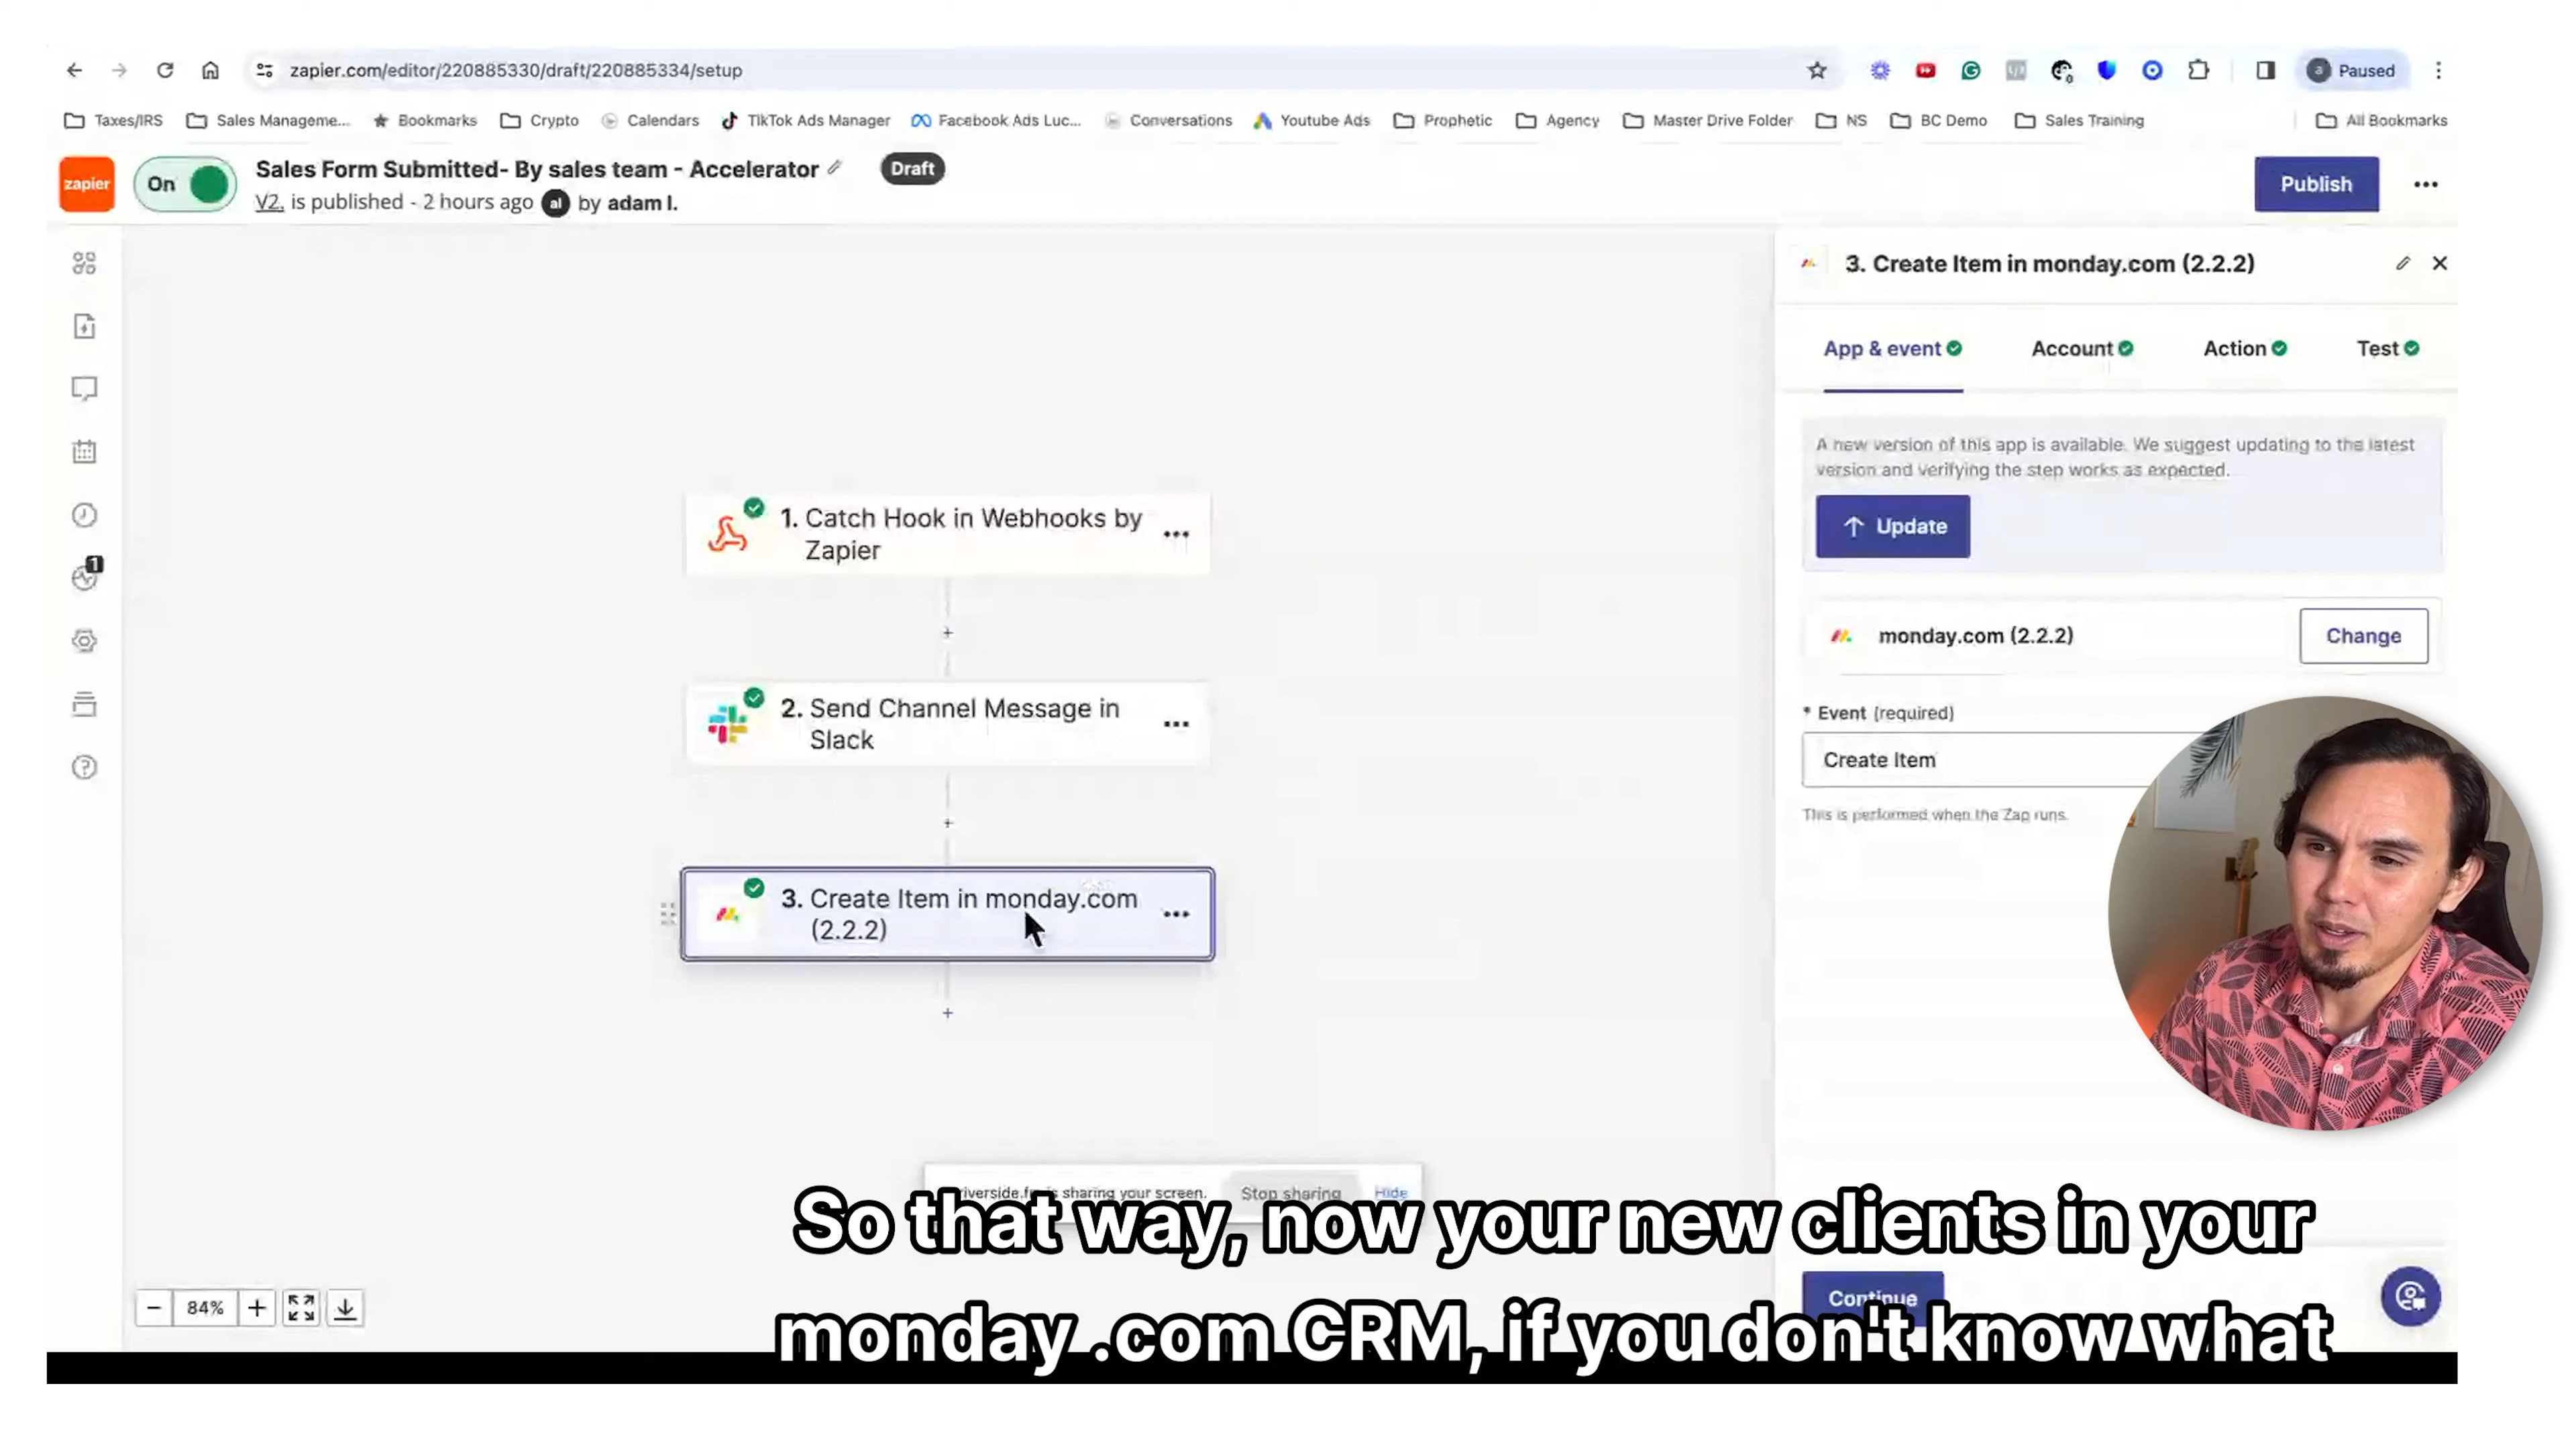 zapier.com/editor/220885330/draft/220885334/setup
Paused
Taxes/IRS
Sales Manageme...
Bookmarks
Crypto
Calendars
TikTok Ads Manager
Facebook Ads Luc...
Conversations
Youtube Ads
Prophetic
Agency
Master Drive Folder
NS
BC Demo
Sales Training
All Bookmarks
zapier
On
Sales Form Submitted- By sales team - Accelerator
Draft
V2. is published - 2 hours ago al by adam l.
Publish
3. Create Item in monday.com (2.2.2)
App & event
Account
Action
Test
A new version of this app is available. We suggest updating to the latest
version and verifying the step works as expected.
Update
monday.com (2.2.2)
Change
* Event (required)
Create Item
This is performed when the Zap runs.
1. Catch Hook in Webhooks by
Zapier
2. Send Channel Message in
Slack
3. Create Item in monday.com
(2.2.2)
1
is sharing your screen.
Stop sharing
Hide
So that way, now your new clients in your
monday .com CRM, if you don't know what
84%
Continue